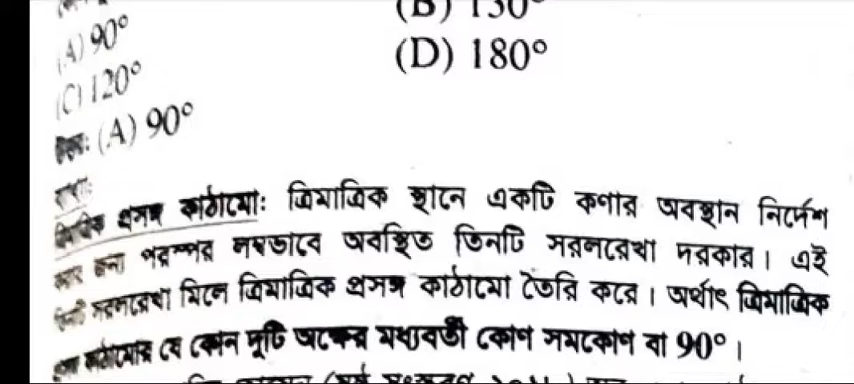 (B) 130°
(A) 90°
(D) 180°
(C) 120°
(A) 90°
প্রসঙ্গ কাঠামো: ত্রিমাত্রিক স্থানে একটি কণার অবস্থান নির্দেশ
জন্য পরস্পর লম্বভাবে অবস্থিত তিনটি সরলরেখা দরকার। এই
সরলরেখা মিলে ত্রিমাত্রিক প্রসঙ্গ কাঠামো তৈরি করে। অর্থাৎ ত্রিমাত্রিক
কাঠামোর যে কোন দুটি অক্ষের মধ্যবর্তী কোণ সমকোণ বা 90°।